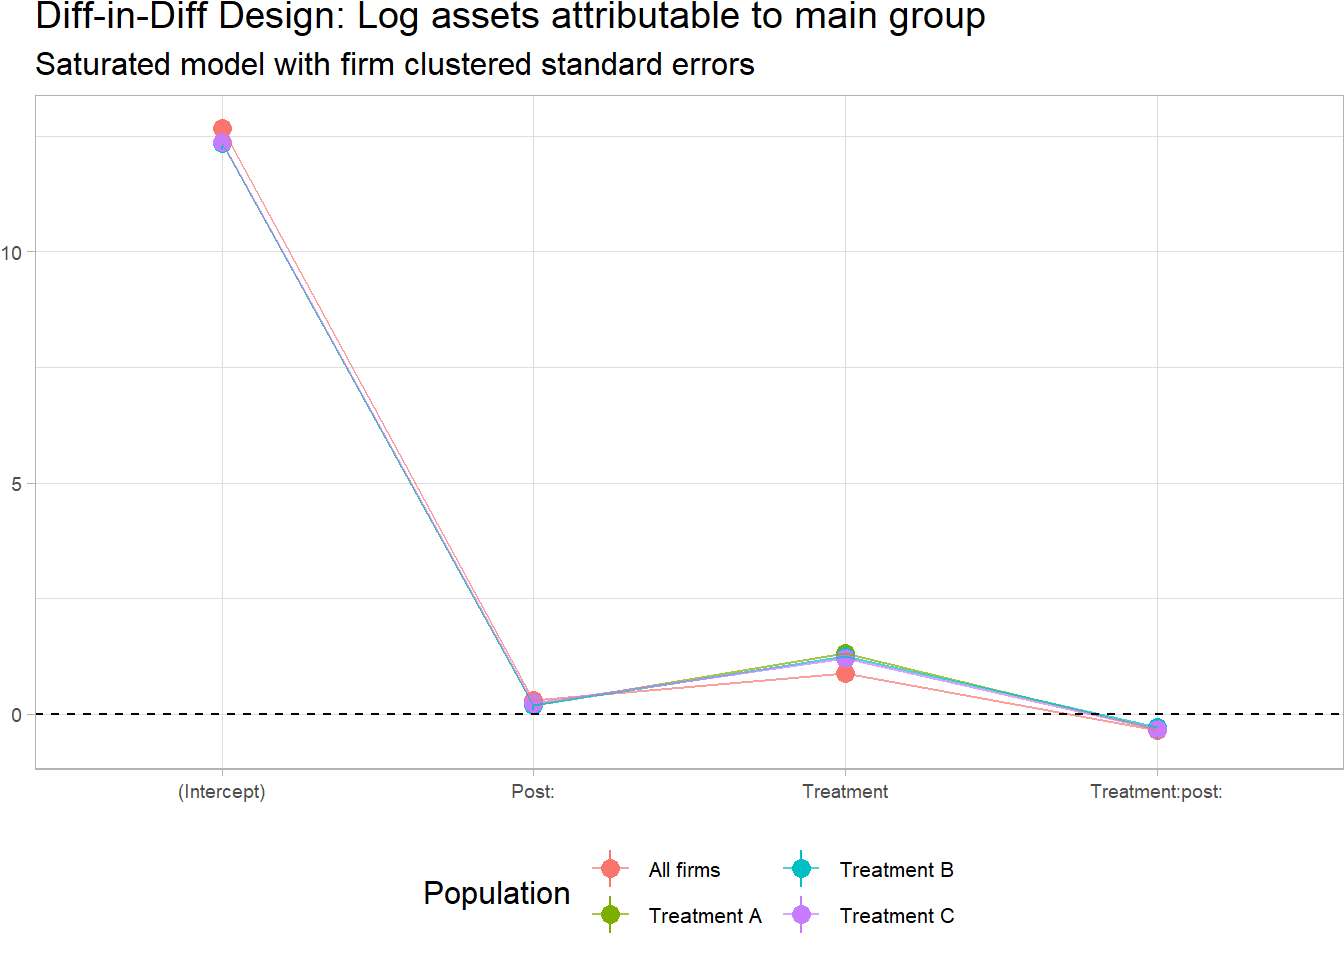 Diff-in-Diff Design: Log assets attributable to main group
Saturated model with firm clustered standard errors
10
5
0
(Intercept)
Post:
Treatment
Treatment:post:
Population
All firms
Treatment B
Treatment A
Treatment C